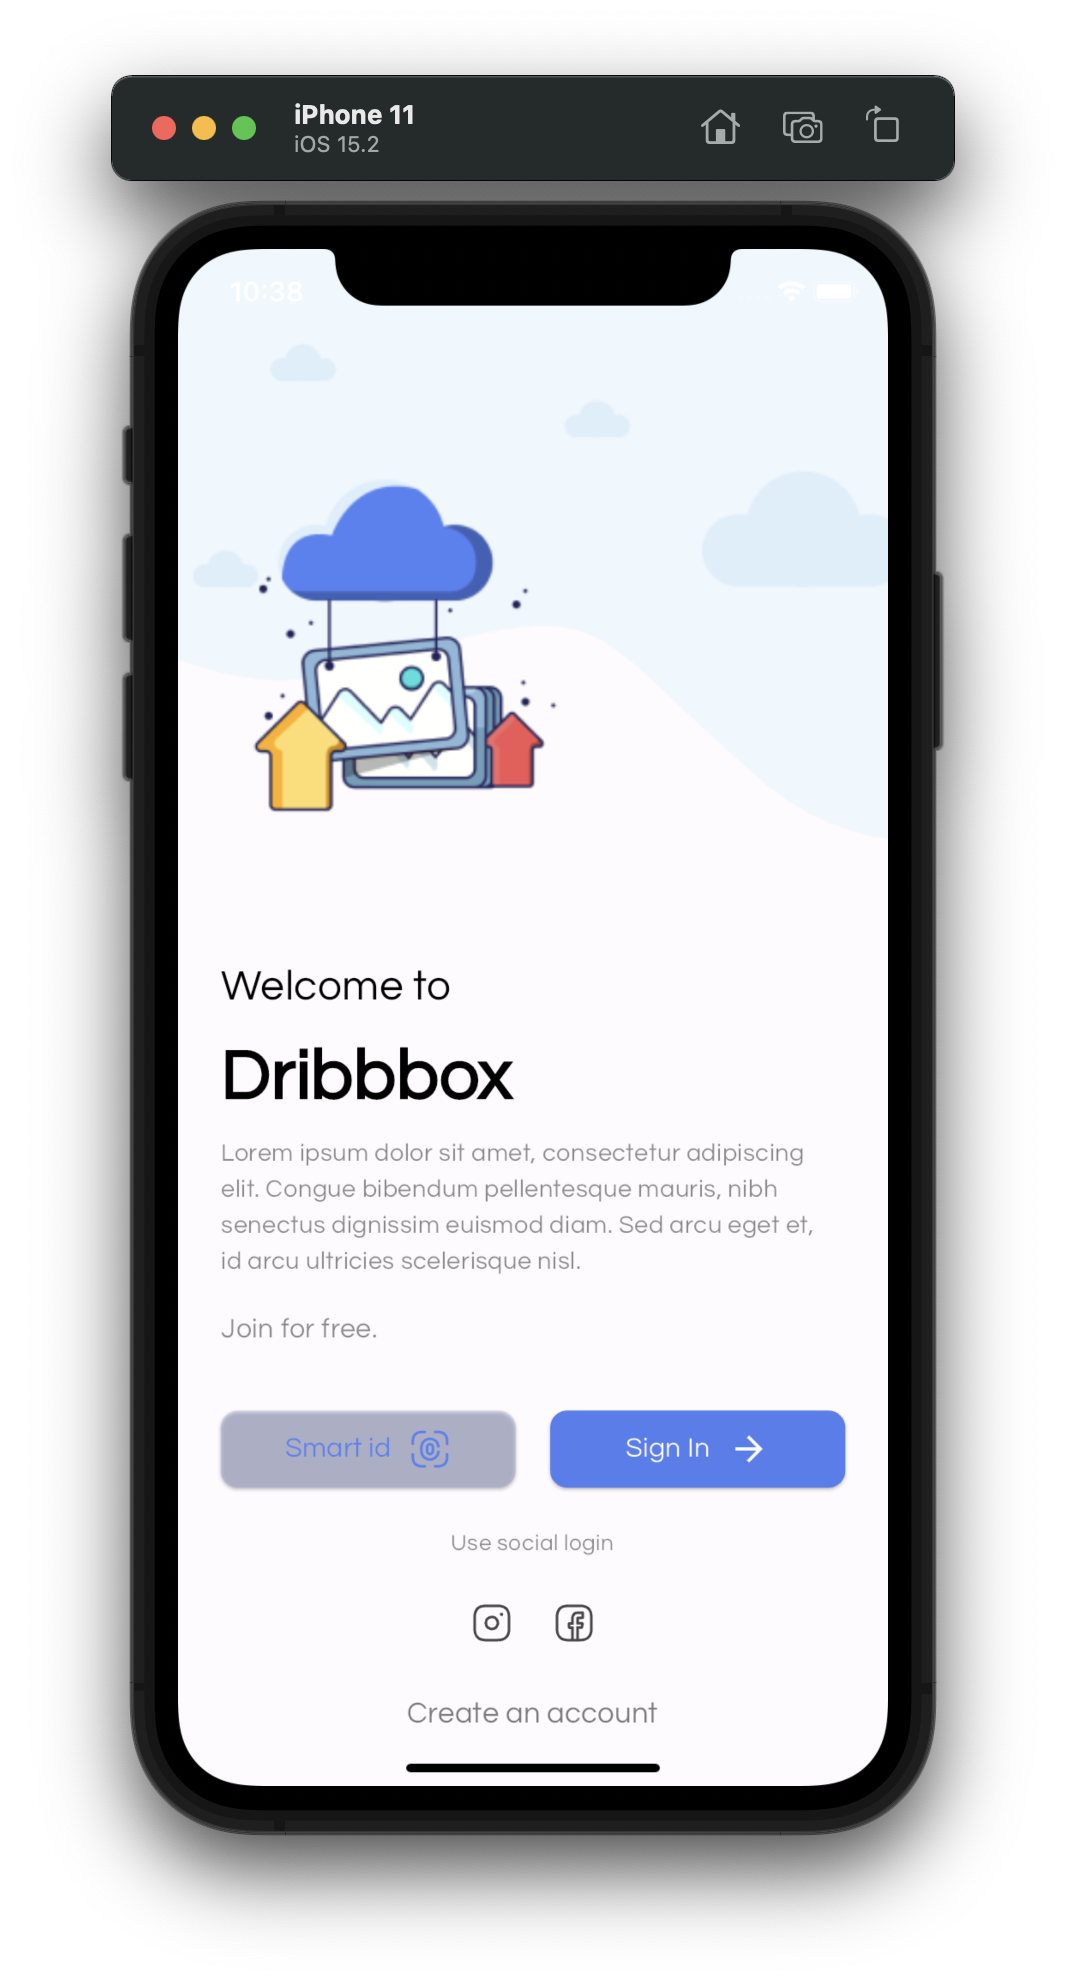 iPhone 11
iOS 15.2
10:38
Welcome to
Dribbbox
Lorem ipsum dolor sit amet, consectetur adipiscing
elit. Congue bibendum pellentesque mauris, nibh
senectus dignissim euismod diam. Sed arcu eget et,
id arcu ultricies scelerisque nisl.
Join for free.
Smart id
Sign In
Use social login
Create an account